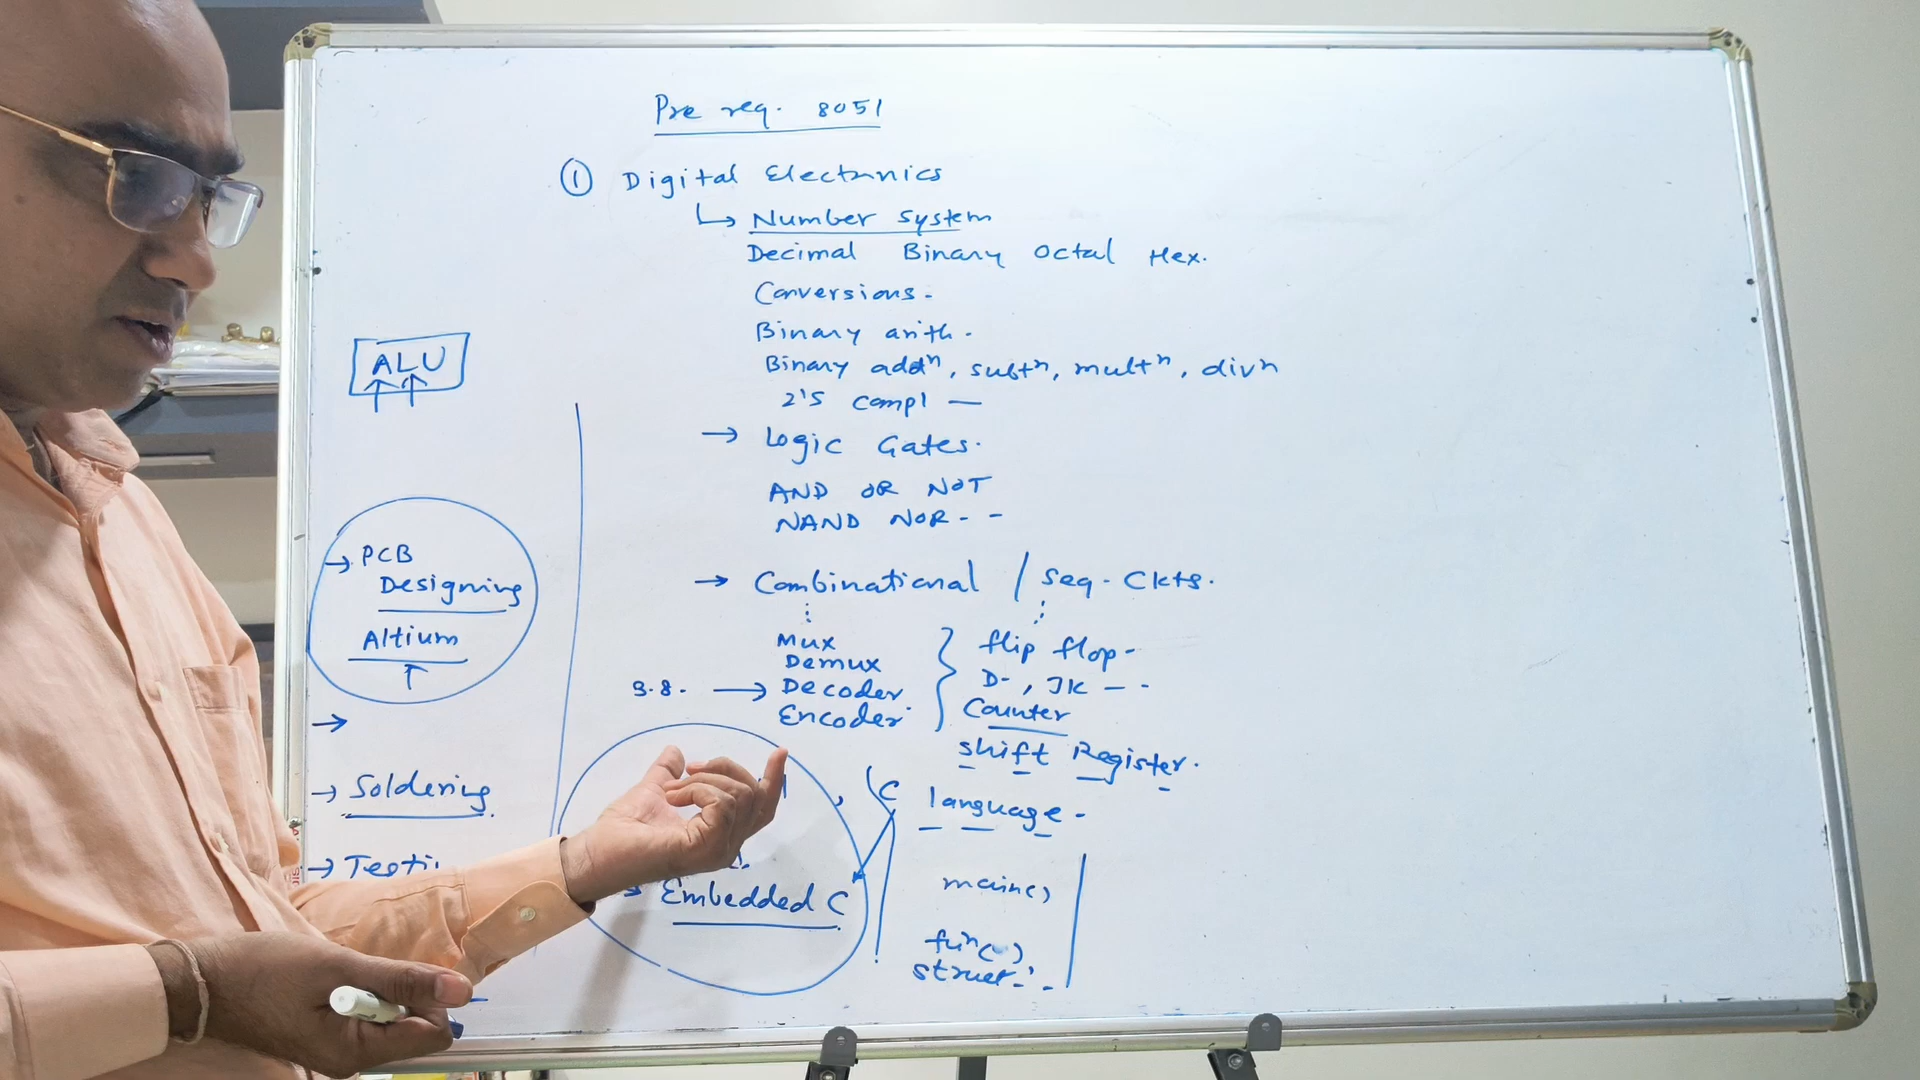 Pre req. 8051
① Digital Electrnics
↳ Number System
Decimal Binary Octal Hex.
Conversions.
Binary arith.
Binary addⁿ, subtⁿ, multⁿ, divⁿ
2's compl —
→ Logic Gates.
AND OR NOT
NAND NOR - -
→ Combinational / Seq. Ckts.
Mux
Demux
3.8. → Decoder
Encoder
flip flop -
D-, JK - -
Counter
Shift Register.
C language -
main()
funⁿ( )
struct - -
Embedded C
ALU
→ PCB
Designing
Altium
→
→ Soldering.